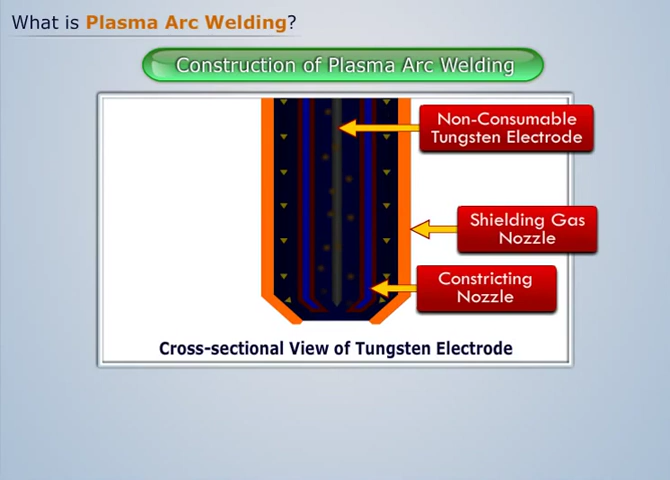 What is Plasma Arc Welding?
Construction of Plasma Arc Welding
Non-Consumable
Tungsten Electrode
Shielding Gas
Nozzle
Constricting
Nozzle
Cross-sectional View of Tungsten Electrode